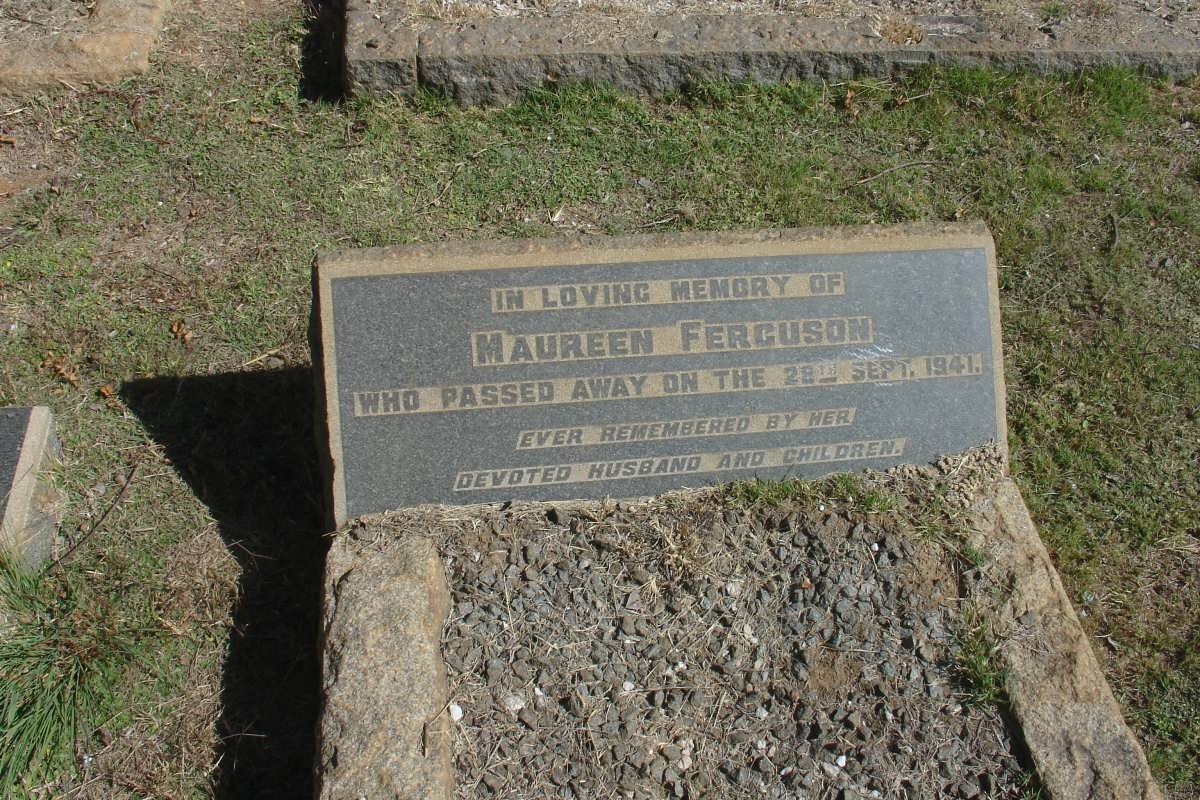 IN LOVING MEMORY OF
MAUREEN FERGUSON
WHO PASSED AWAY ON THE 28TH SEPT. 1941.
EVER REMEMBERED BY HER
DEVOTED HUSBAND AND CHILDREN.